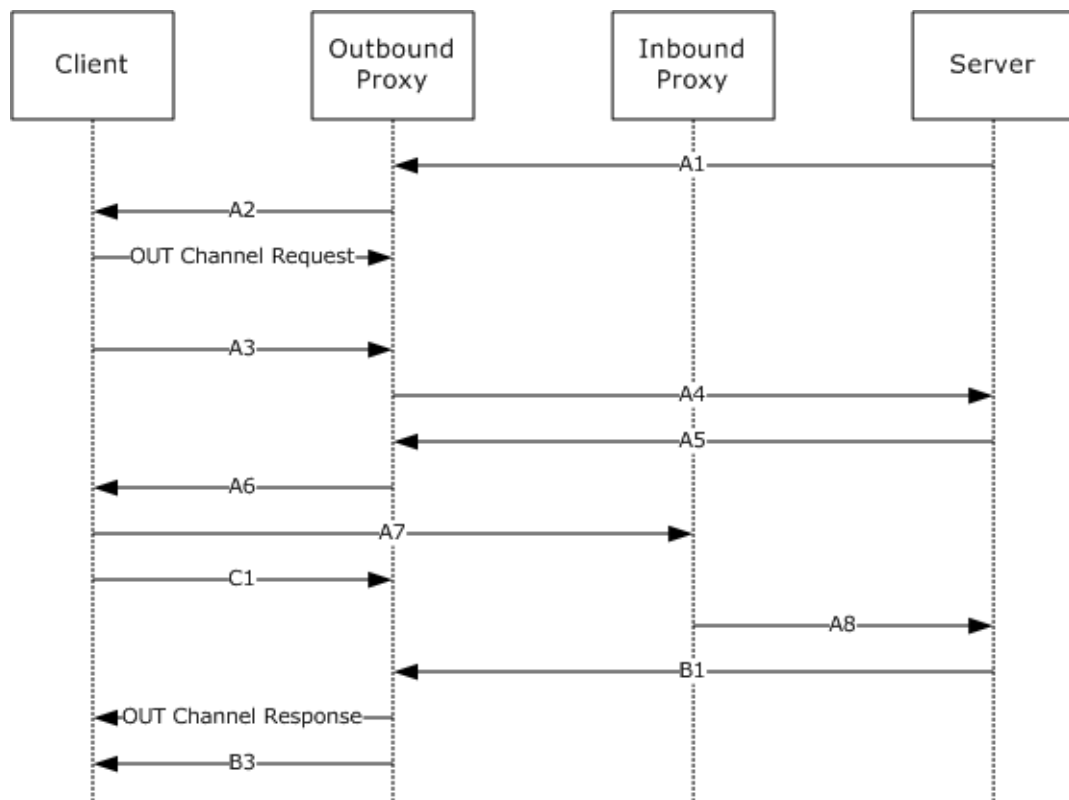 Client
Outbound
Proxy
Inbound
Proxy
Server
A1
A2
OUT Channel Request
A3
A4
A5
A6
A7
C1
A8
B1
OUT Channel Response
B3